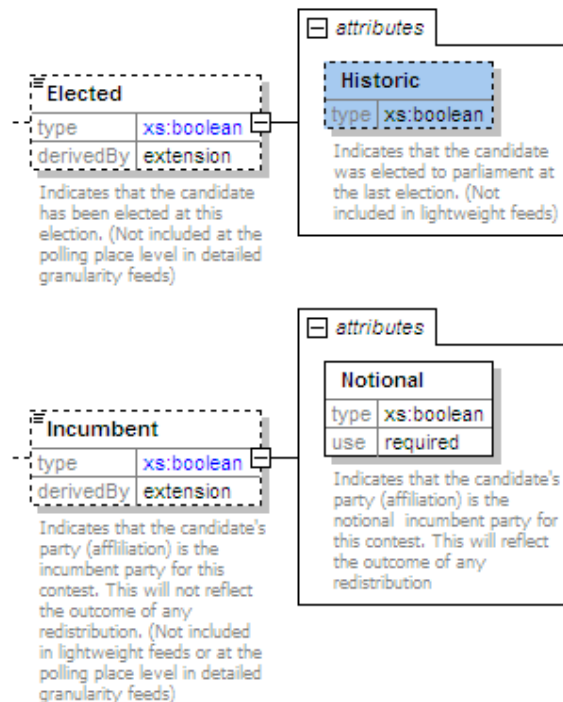 attributes
Elected
type xs:boolean
derivedBy extension
Indicates that the candidate
has been elected at this
election. (Not included at the
polling place level in detailed
granularity feeds)
Historic
type xs:boolean
Indicates that the candidate
was elected to parliament at
the last election. (Not
included in lightweight feeds)
attributes
Incumbent
type xs:boolean
derivedBy extension
Indicates that the candidate's
party (affliliation) is the
incumbent party for this
contest. This will not reflect
the outcome of any
redistribution. (Not included
in lightweight feeds or at the
polling place level in detailed
granularity feeds)
Notional
type xs:boolean
use required
Indicates that the candidate's
party (affiliation) is the
notional incumbent party for
this contest. This will reflect
the outcome of any
redistribution